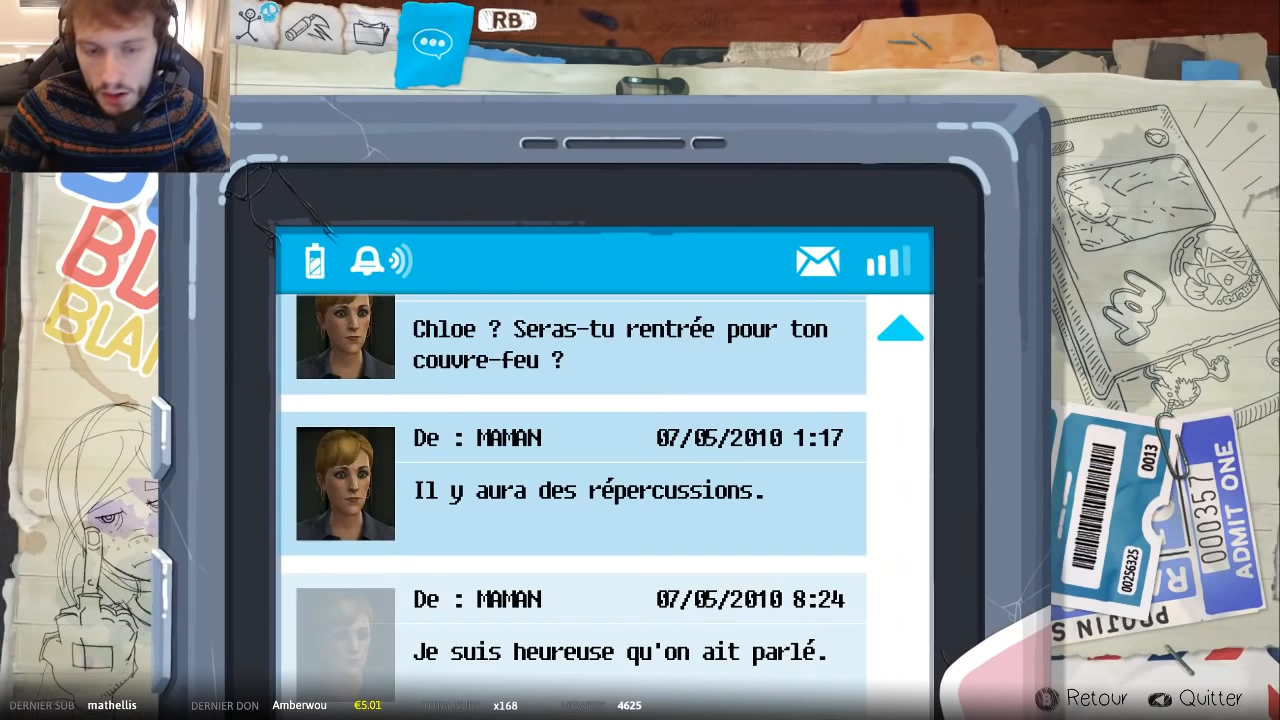 RB
Chloe ? Seras-tu rentrée pour ton
couvre-feu ?
De : MAMAN 07/05/2010 1:17
Il y aura des répercussions.
De : MAMAN 07/05/2010 8:24
Je suis heureuse qu'on ait parlé.
0013
00256325
000357
ADMIT ONE
Retour
Quitter
DERNIER SUB mathellis
DERNIER DON Amberwou €5.01
x168
4625